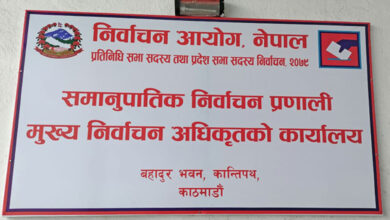 निर्वाचन आयोग, नेपाल
प्रतिनिधि सभा सदस्य तथा प्रदेश सभा सदस्य निर्वाचन, २०७९
समानुपातिक निर्वाचन प्रणाली
मुख्य निर्वाचन अधिकृतको कार्यालय
बहादुर भवन, कान्तिपथ,
काठमाडौं